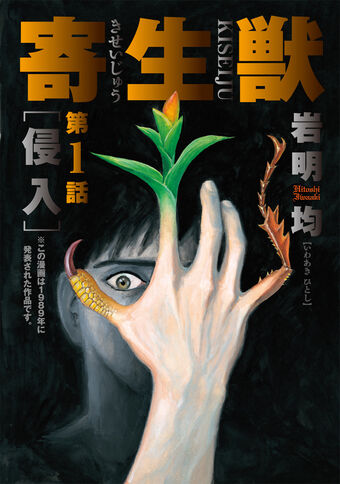 寄生獣
きせいじゅう
KISEIJU
第1話
[侵入]
岩明均
Hitoshi Iwaaki
【いわあき ひとし】
※この漫画は1989年に
発表された作品です。